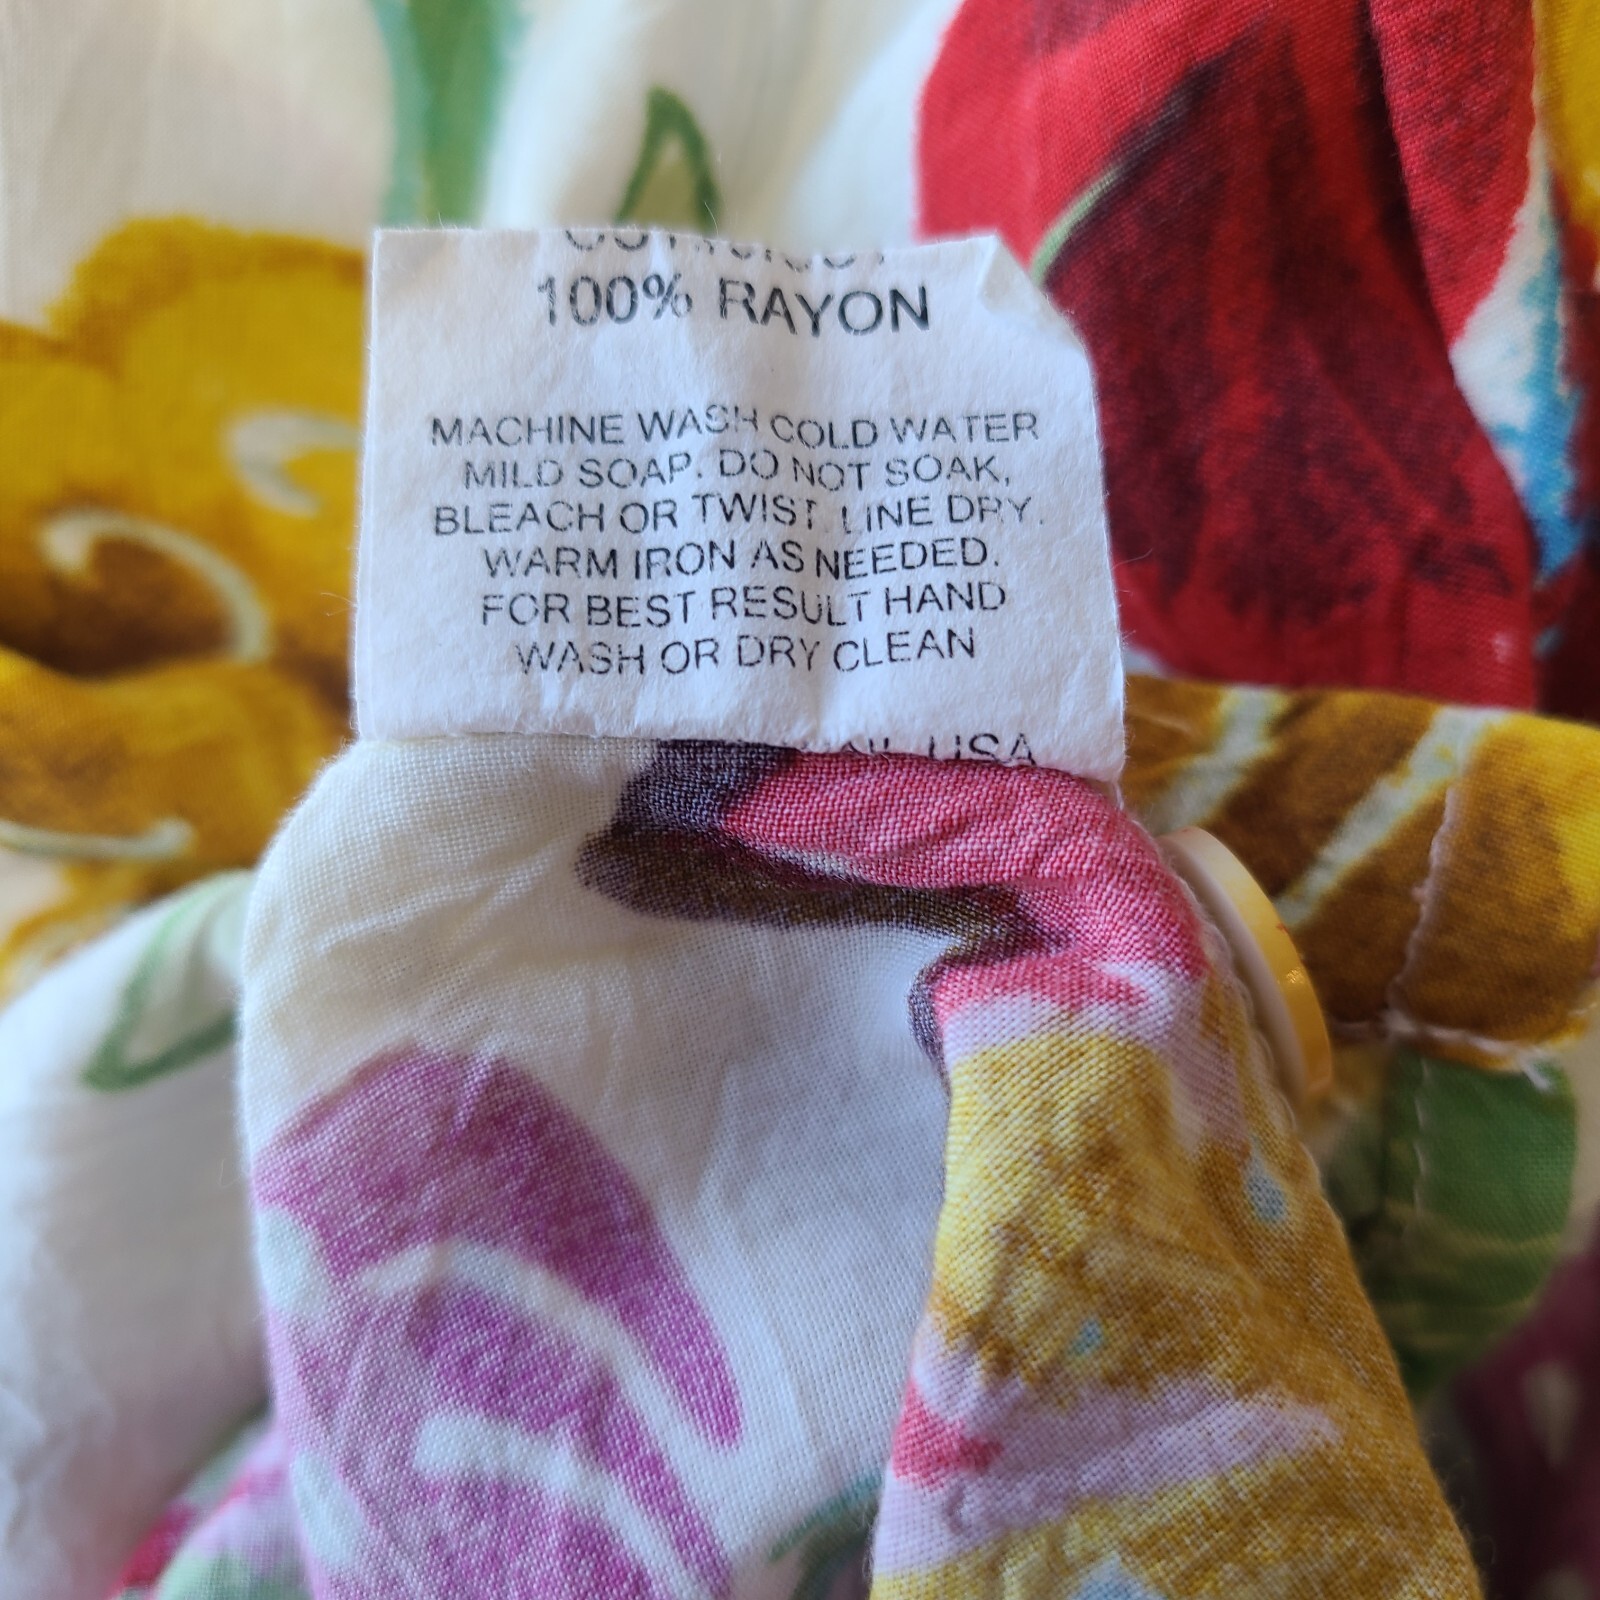 100% RAYON
MACHINE WASH COLD WATER
MILD SOAP. DO NOT SOAK,
BLEACH OR TWIST. LINE DRY.
WARM IRON AS NEEDED.
FOR BEST RESULT HAND
WASH OR DRY CLEAN
USA